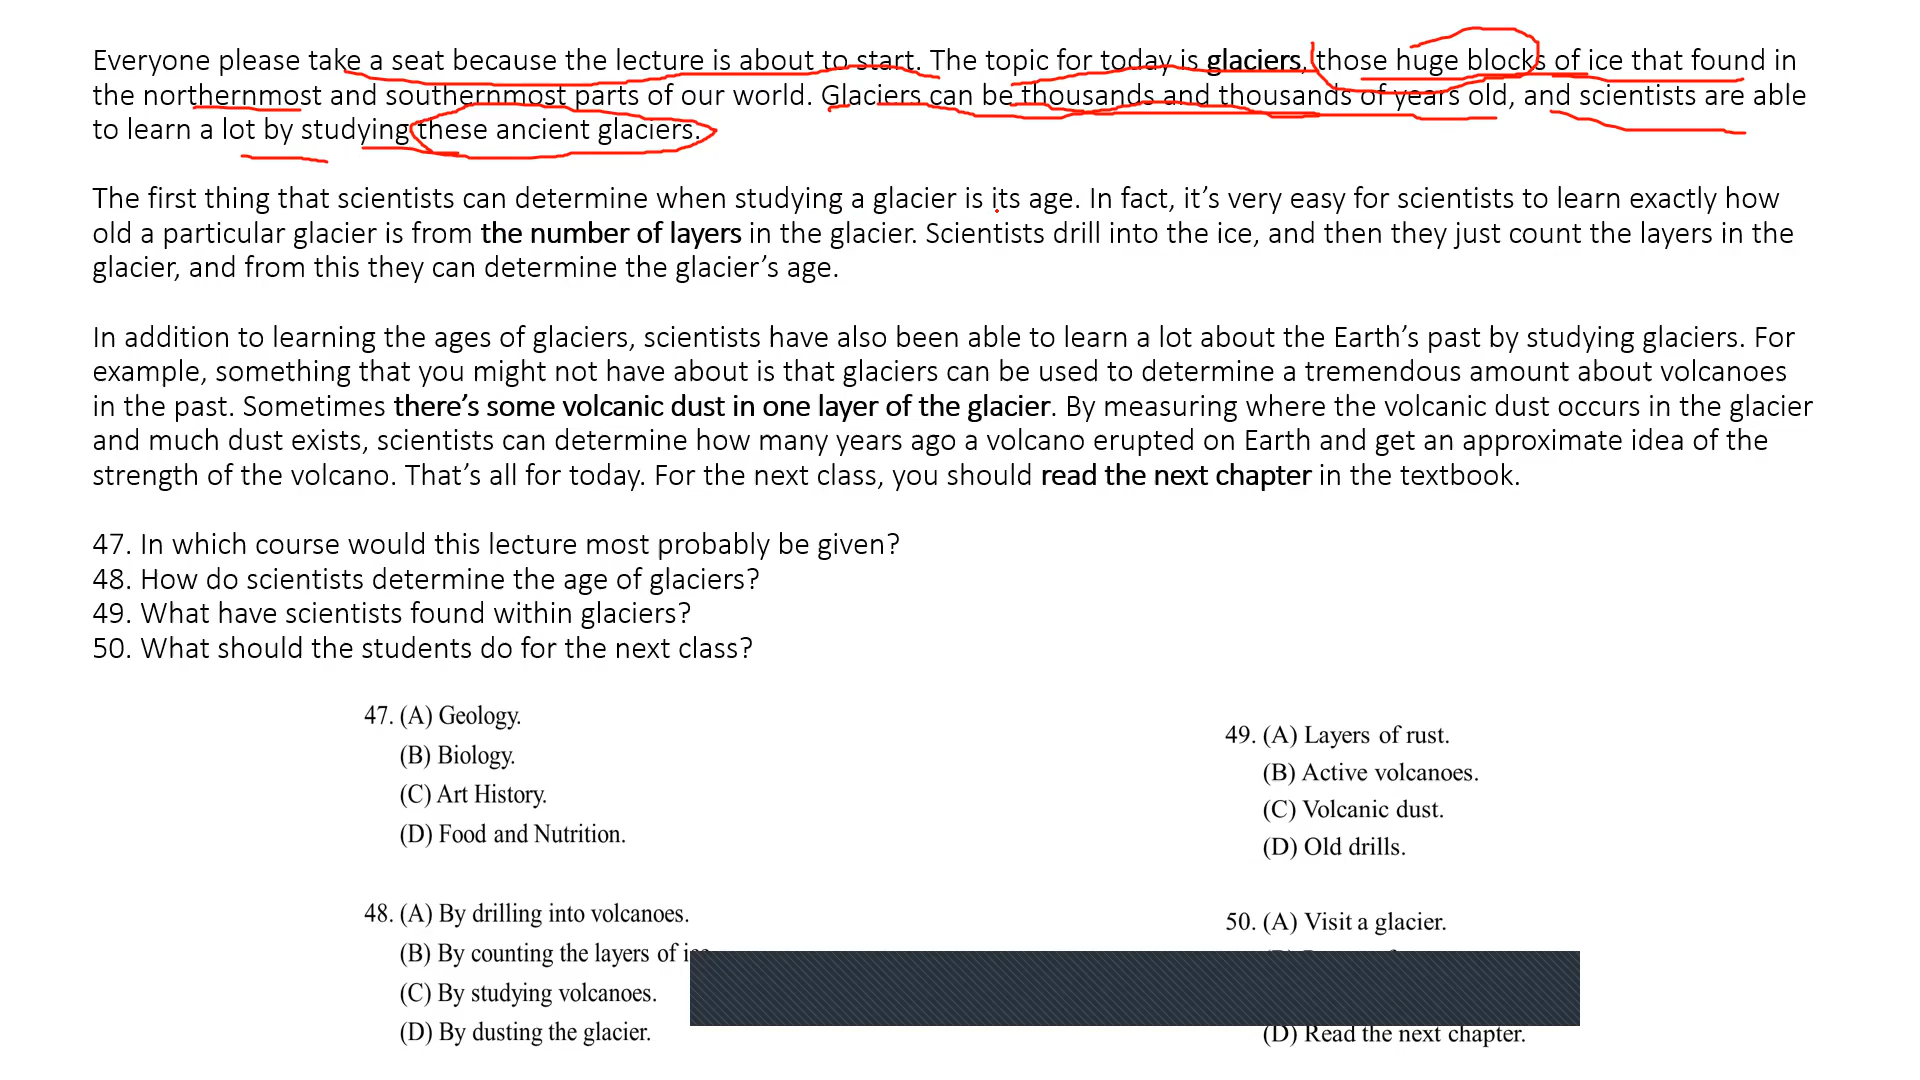 Everyone please take a seat because the lecture is about to start. The topic for today is glaciers, those huge blocks of ice that found in
the northernmost and southernmost parts of our world. Glaciers can be thousands and thousands of years old, and scientists are able
to learn a lot by studying these ancient glaciers.
The first thing that scientists can determine when studying a glacier is its age. In fact, it’s very easy for scientists to learn exactly how
old a particular glacier is from the number of layers in the glacier. Scientists drill into the ice, and then they just count the layers in the
glacier, and from this they can determine the glacier’s age.
In addition to learning the ages of glaciers, scientists have also been able to learn a lot about the Earth’s past by studying glaciers. For
example, something that you might not have about is that glaciers can be used to determine a tremendous amount about volcanoes
in the past. Sometimes there’s some volcanic dust in one layer of the glacier. By measuring where the volcanic dust occurs in the glacier
and much dust exists, scientists can determine how many years ago a volcano erupted on Earth and get an approximate idea of the
strength of the volcano. That’s all for today. For the next class, you should read the next chapter in the textbook.
47. In which course would this lecture most probably be given?
48. How do scientists determine the age of glaciers?
49. What have scientists found within glaciers?
50. What should the students do for the next class?
47. (A) Geology.
(B) Biology.
(C) Art History.
(D) Food and Nutrition.
48. (A) By drilling into volcanoes.
(B) By counting the layers of
(C) By studying volcanoes.
(D) By dusting the glacier.
49. (A) Layers of rust.
(B) Active volcanoes.
(C) Volcanic dust.
(D) Old drills.
50. (A) Visit a glacier.
(D) Read the next chapter.